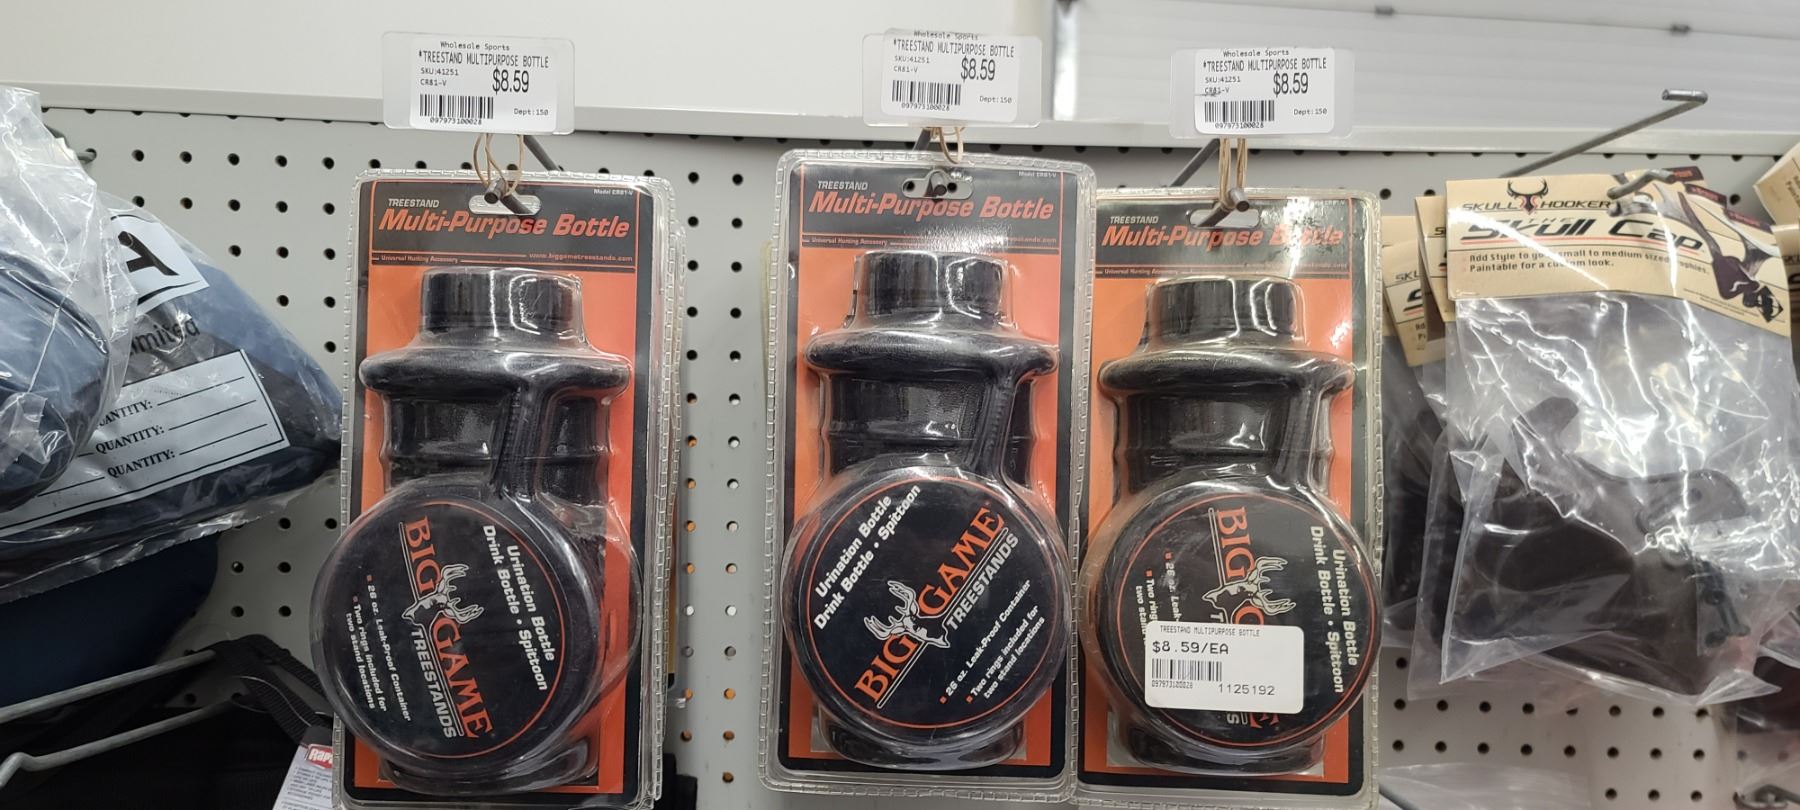 Wholesale Sports
*TREESTAND MULTIPURPOSE BOTTLE
SKU:41251
$8.59
CR81-V
Dept:150
097973100028
Wholesale Sports
*TREESTAND MULTIPURPOSE BOTTLE
SKU:41251
$8.59
CR81-V
Dept:150
097973100028
Wholesale Sports
*TREESTAND MULTIPURPOSE BOTTLE
SKU:41251
$8.59
CR81-V
Dept:150
097973100028
Model CR81-V
TREESTAND
Multi-Purpose Bottle
Universal Hunting Accessory
www.biggametreestands.com
Urination Bottle
Drink Bottle • Spittoon
BIG GAME
TREESTANDS
26 oz. Leak-Proof Container
Two rings included for
two stand locations
Model CR81-V
TREESTAND
Multi-Purpose Bottle
Universal Hunting Accessory
Urination Bottle
Drink Bottle • Spittoon
BIG GAME
TREESTANDS
26 oz. Leak-Proof Container
Two rings included for
two stand locations
TREESTAND
Multi-Purpose Bottle
Universal Hunting Accessory
Urination Bottle
Drink Bottle • Spittoon
BIG
26 oz.
Two
TREESTAND MULTIPURPOSE BOTTLE
$8.59/EA
097973100028
1125192
SKULL HOOKER
THE
Skull Cap
Add Style to your small to medium sized trophies.
Paintable for a custom look.
QUANTITY:
QUANTITY:
QUANTITY: